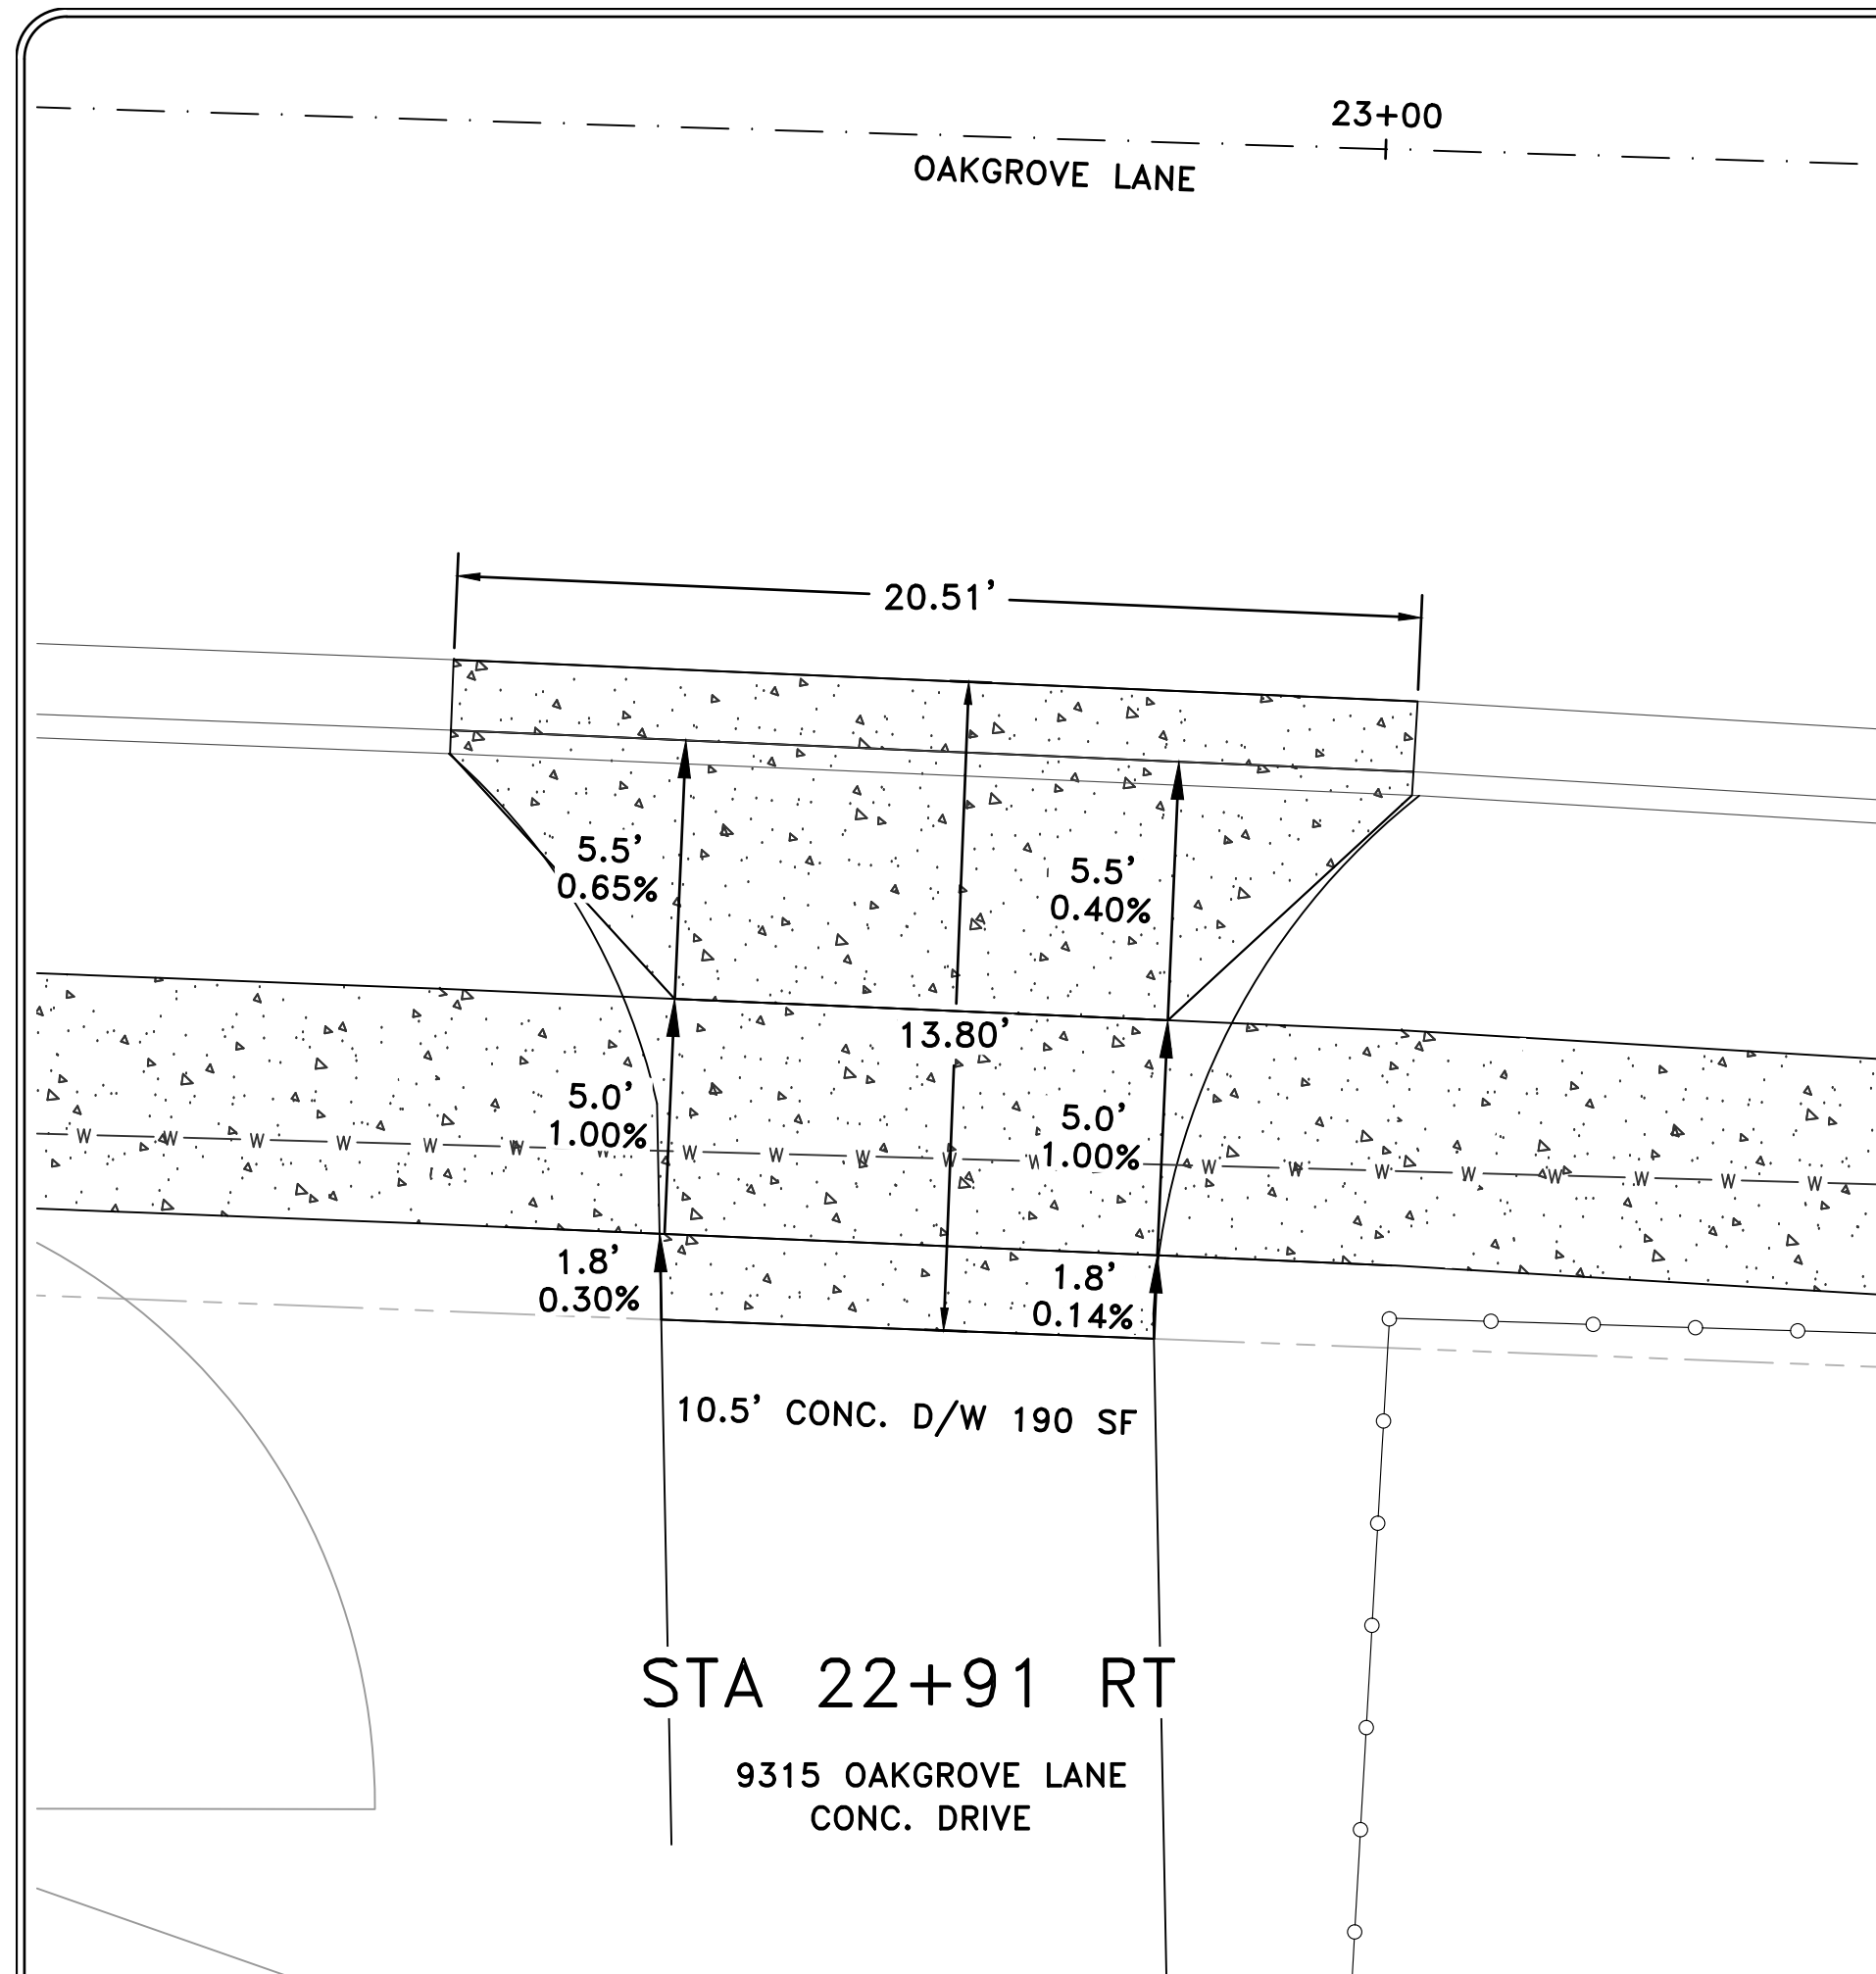 23+00
OAKGROVE LANE
20.51'
5.5'
0.65%
5.5'
0.40%
13.80'
5.0'
1.00%
5.0'
1.00%
W W W W W W W W W W W W W W W W W W W W W
1.8'
0.30%
1.8'
0.14%
10.5' CONC. D/W 190 SF
STA 22+91 RT
9315 OAKGROVE LANE
CONC. DRIVE